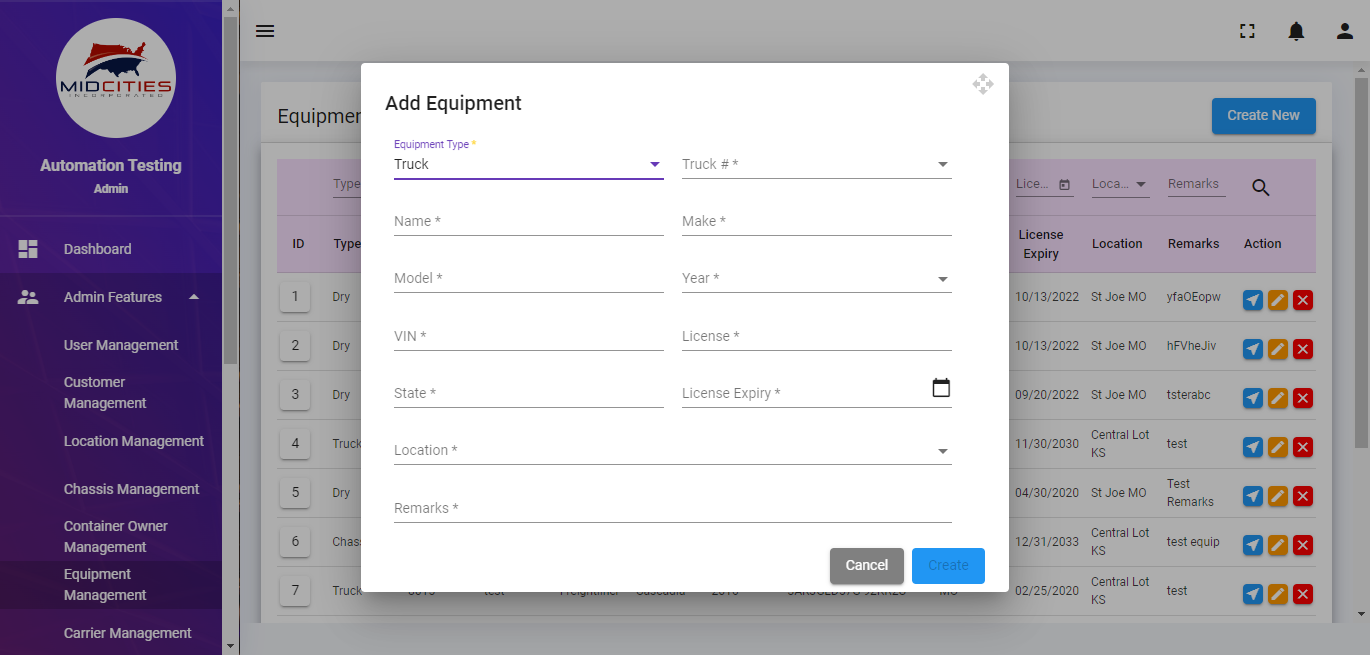 MIDCITIES
INCORPORATED
Automation Testing
Admin
Dashboard
Admin Features
User Management
Customer
Management
Location Management
Chassis Management
Container Owner
Management
Equipment
Management
Carrier Management
Equipmen
Create New
Type
Lice...
Loca...
Remarks
ID
Type
License
Expiry
Location
Remarks
Action
1
Dry
10/13/2022
St Joe MO
yfaOEopw
2
Dry
10/13/2022
St Joe MO
hFVheJiv
3
Dry
09/20/2022
St Joe MO
tsterabc
4
Truck
11/30/2030
Central Lot
KS
test
5
Dry
04/30/2020
St Joe MO
Test
Remarks
6
Chass
12/31/2033
Central Lot
KS
test equip
7
Truck
test
Freightliner
Cascadia
MO
02/25/2020
Central Lot
KS
test
Add Equipment
Equipment Type *
Truck
Truck # *
Name *
Make *
Model *
Year *
VIN *
License *
State *
License Expiry *
Location *
Remarks *
Cancel
Create